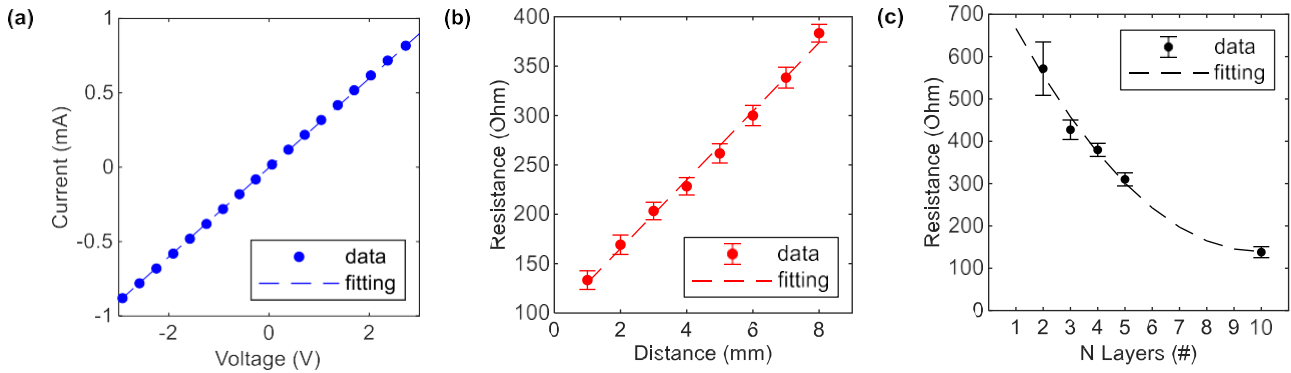 (a)
1
0.5
0
-0.5
-1
Current (mA)
-2
0
2
Voltage (V)
data
fitting
(b)
400
350
300
250
200
150
100
Resistance (Ohm)
0
2
4
6
8
Distance (mm)
data
fitting
(c)
700
600
500
400
300
200
100
0
Resistance (Ohm)
1 2 3 4 5 6 7 8 9 10
N Layers (#)
data
fitting